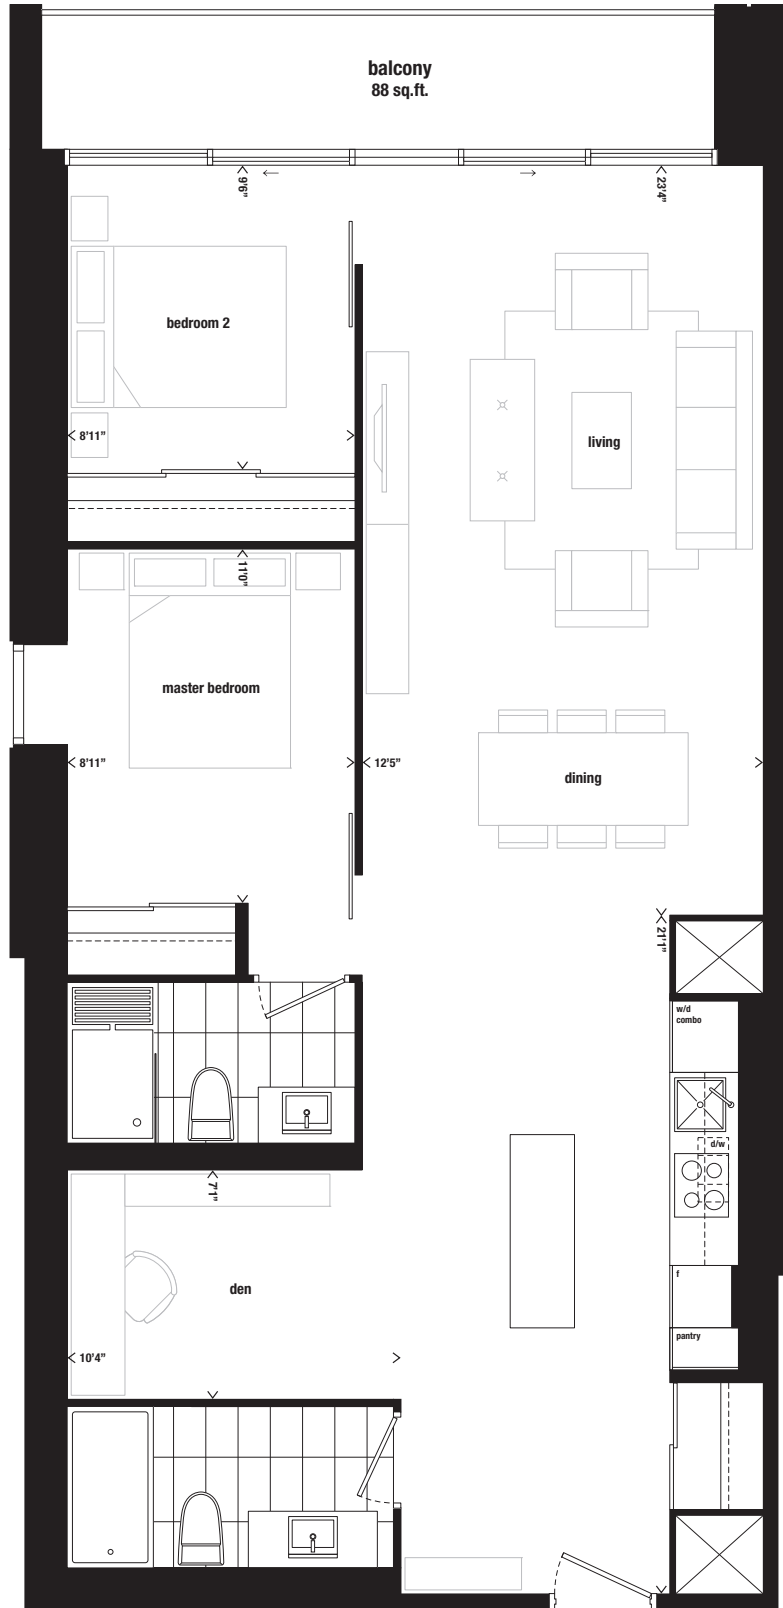 balcony
88 sq.ft.
9'6"
23'4"
bedroom 2
living
8'11"
11'0"
master bedroom
8'11"
12'5"
dining
21'1"
w/d
combo
d/w
7'1"
den
f
pantry
10'4"